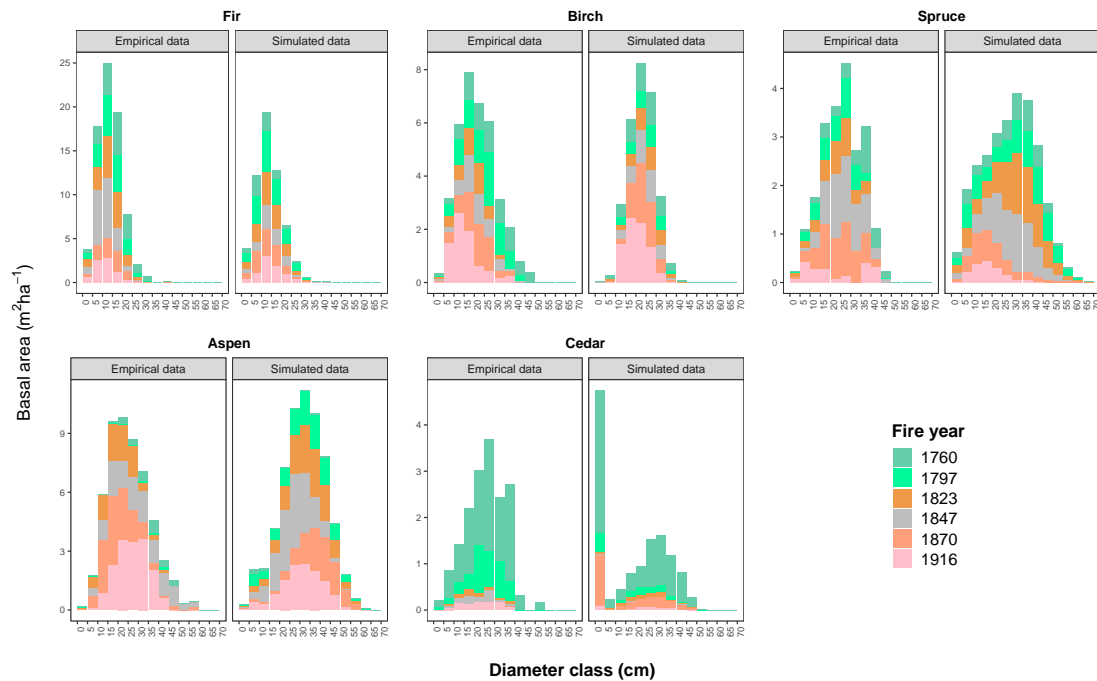 Fir
Birch
Spruce
Empirical data
Simulated data
Empirical data
Simulated data
Empirical data
Simulated data
25
20
15
10
5
0
8
6
4
2
0
4
3
2
1
0
0 5 10 15 20 25 30 35 40 45 50 55 60 65 70
0 5 10 15 20 25 30 35 40 45 50 55 60 65 70
0 5 10 15 20 25 30 35 40 45 50 55 60 65 70
0 5 10 15 20 25 30 35 40 45 50 55 60 65 70
0 5 10 15 20 25 30 35 40 45 50 55 60 65 70
0 5 10 15 20 25 30 35 40 45 50 55 60 65 70
Basal area (m²ha⁻¹)
Aspen
Cedar
Empirical data
Simulated data
Empirical data
Simulated data
9
6
3
0
4
3
2
1
0
0 5 10 15 20 25 30 35 40 45 50 55 60 65 70
0 5 10 15 20 25 30 35 40 45 50 55 60 65 70
0 5 10 15 20 25 30 35 40 45 50 55 60 65 70
0 5 10 15 20 25 30 35 40 45 50 55 60 65 70
Fire year
1760
1797
1823
1847
1870
1916
Diameter class (cm)